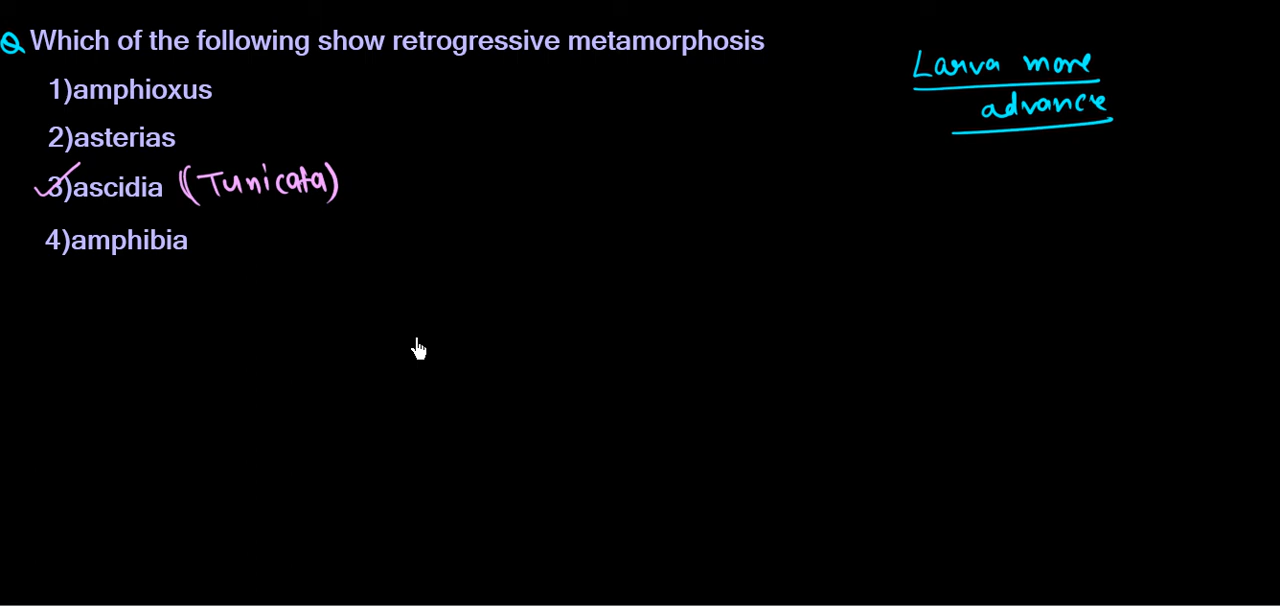 Q Which of the following show retrogressive metamorphosis
Larva more
1)amphioxus
advance
2)asterias
3)ascidia (Tunicata)
4)amphibia